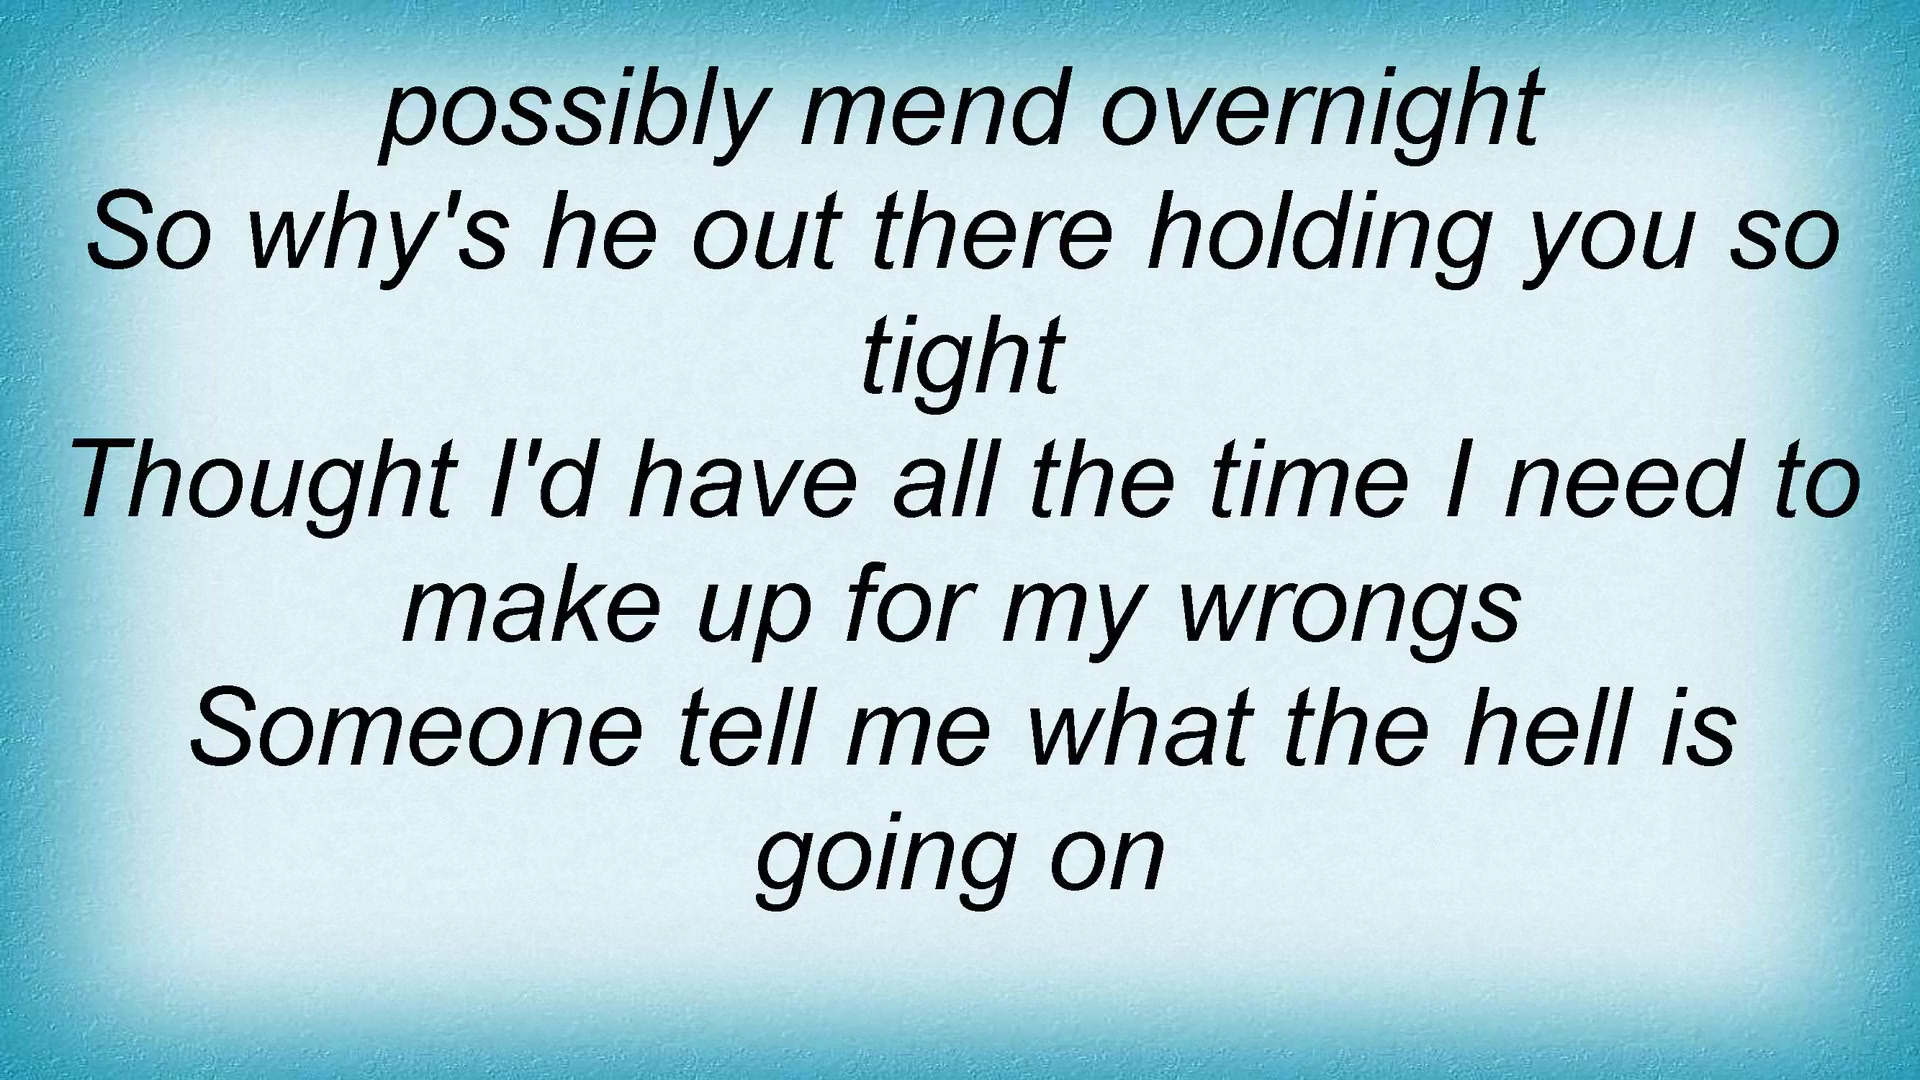 possibly mend overnight
So why's he out there holding you so
tight
Thought I'd have all the time I need to
make up for my wrongs
Someone tell me what the hell is
going on